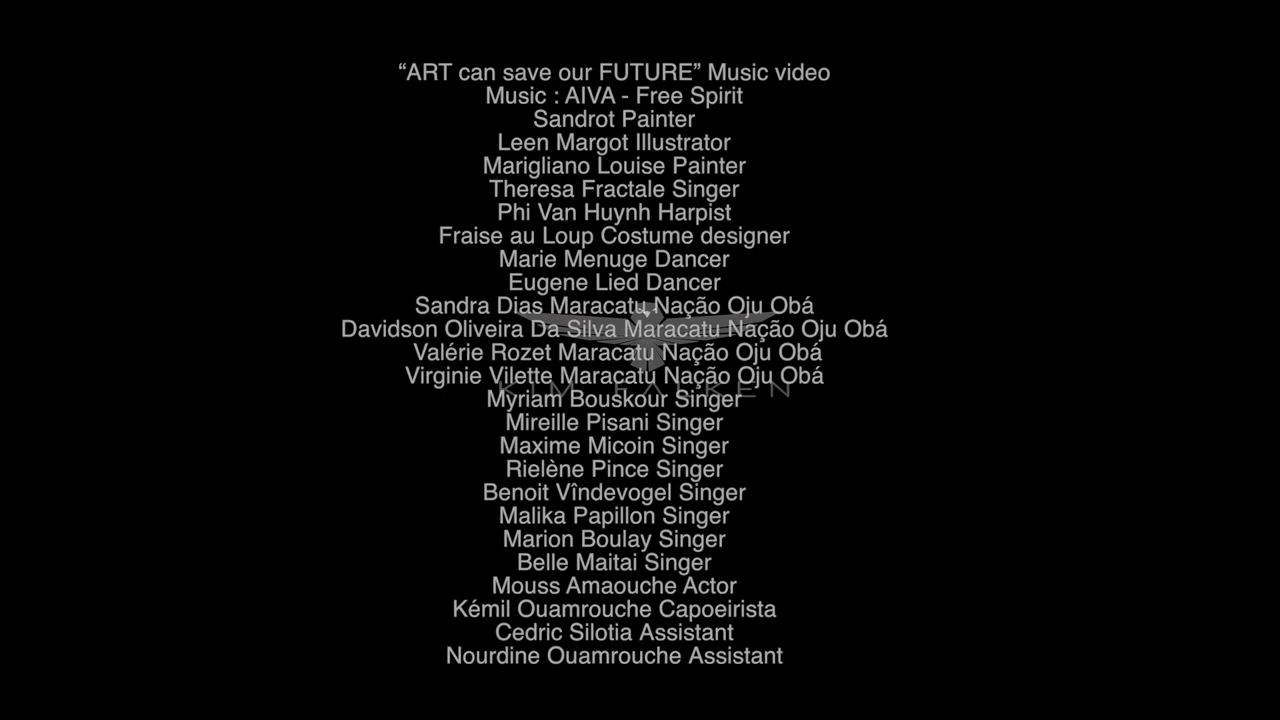 “ART can save our FUTURE” Music video
Music : AIVA - Free Spirit
Sandrot Painter
Leen Margot Illustrator
Marigliano Louise Painter
Theresa Fractale Singer
Phi Van Huynh Harpist
Fraise au Loup Costume designer
Marie Menuge Dancer
Eugene Lied Dancer
Sandra Dias Maracatu Nação Oju Obá
Davidson Oliveira Da Silva Maracatu Nação Oju Obá
Valérie Rozet Maracatu Nação Oju Obá
Virginie Vilette Maracatu Nação Oju Obá
KIM FALKEN
Myriam Bouskour Singer
Mireille Pisani Singer
Maxime Micoin Singer
Rielène Pince Singer
Benoit Vîndevogel Singer
Malika Papillon Singer
Marion Boulay Singer
Belle Maitai Singer
Mouss Amaouche Actor
Kémil Ouamrouche Capoeirista
Cedric Silotia Assistant
Nourdine Ouamrouche Assistant